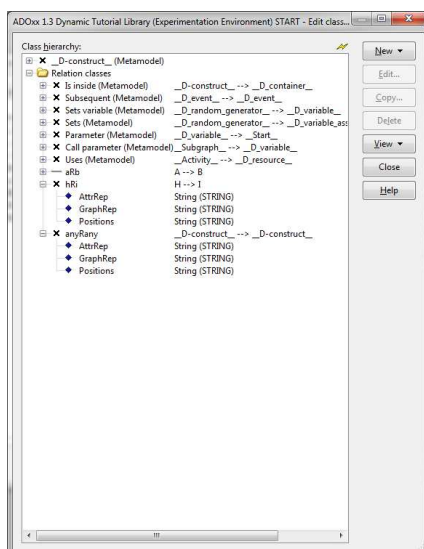 ADOxx 1.3 Dynamic Tutorial Library (Experimentation Environment) START - Edit class...
Class hierarchy:
__D-construct__ (Metamodel)
Relation classes
Is inside (Metamodel) __D-construct__ --> __D_container__
Subsequent (Metamodel) __D_event__ --> __D_event__
Sets variable (Metamodel) __D_random_generator__ --> __D_variable__
Sets (Metamodel) __D_random_generator__ --> __D_variable_ass
Parameter (Metamodel) __D_variable__ --> __Start__
Call parameter (Metamodel) __Subgraph__ --> __D_variable__
Uses (Metamodel) __Activity__ --> __D_resource__
aRb A --> B
hRi H --> I
AttrRep String (STRING)
GraphRep String (STRING)
Positions String (STRING)
anyRany __D-construct__ --> __D-construct__
AttrRep String (STRING)
GraphRep String (STRING)
Positions String (STRING)
New
Edit...
Copy...
Delete
View
Close
Help